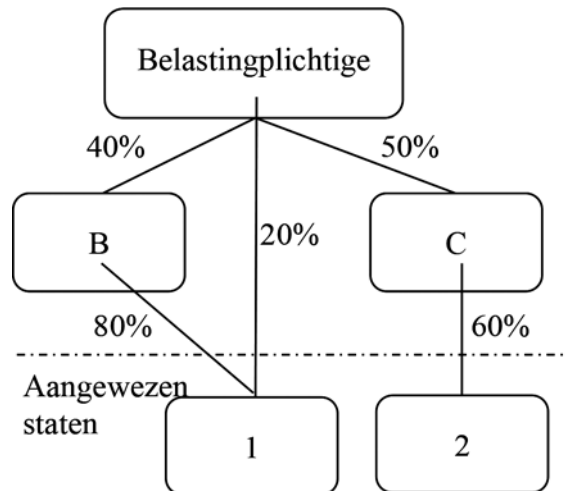 Belastingplichtige
40%
50%
B
20%
C
80%
60%
Aangewezen
staten
1
2